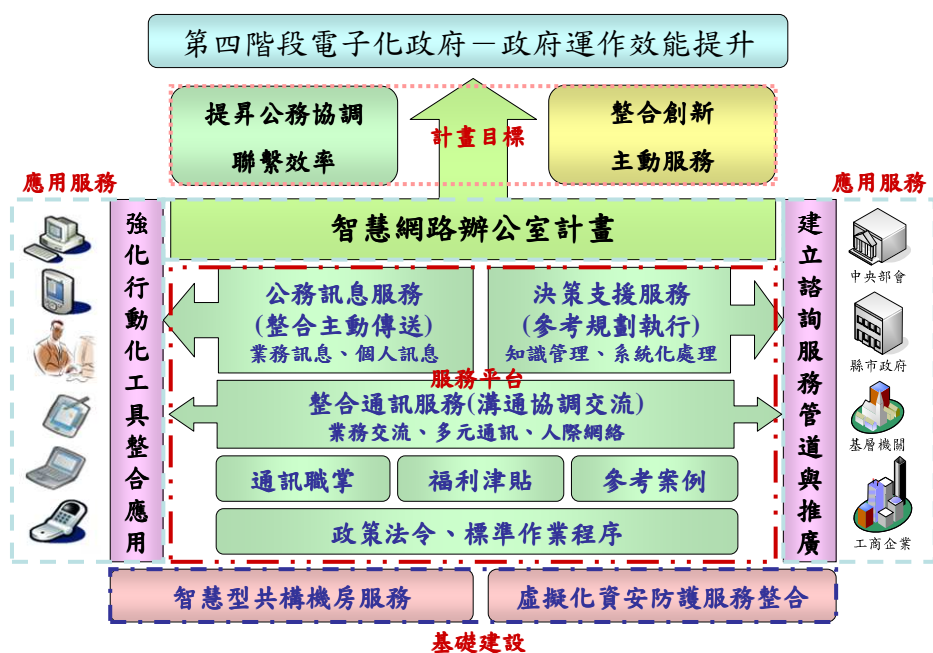 第四階段電子化政府－政府運作效能提升
提昇公務協調
聯繫效率
計畫目標
整合創新
主動服務
應用服務
應用服務
強化行動化工具整合應用
智慧網路辦公室計畫
建立諮詢服務管道與推廣
公務訊息服務
(整合主動傳送)
業務訊息、個人訊息
決策支援服務
(參考規劃執行)
知識管理、系統化處理
服務平台
整合通訊服務(溝通協調交流)
業務交流、多元通訊、人際網絡
通訊職掌
福利津貼
參考案例
政策法令、標準作業程序
中央部會
縣市政府
基層機關
工商企業
智慧型共構機房服務
虛擬化資安防護服務整合
基礎建設